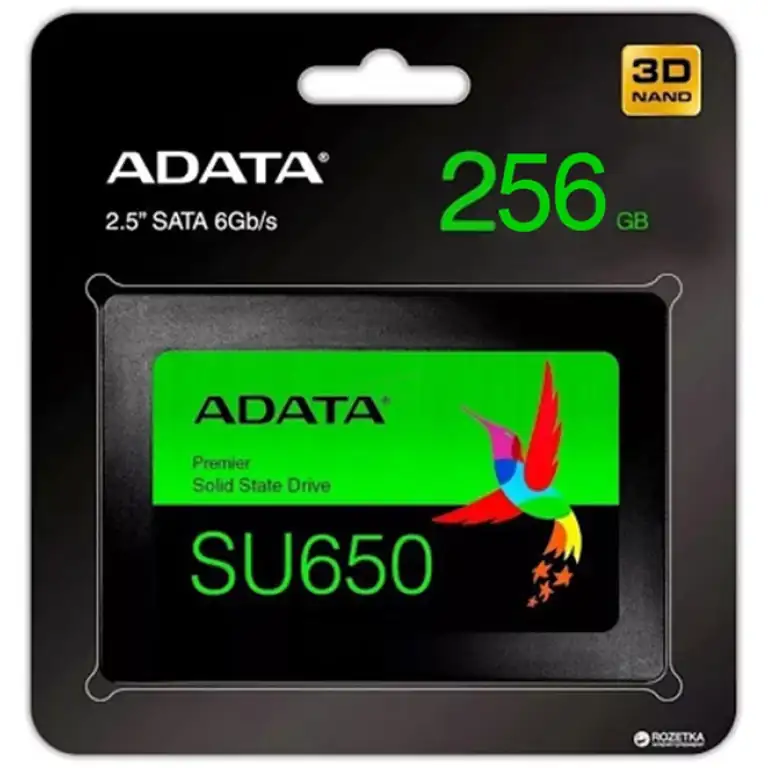 3D
NAND
ADATA®
256 GB
2.5" SATA 6Gb/s
ADATA
Premier
Solid State Drive
SU650
ROZETKA